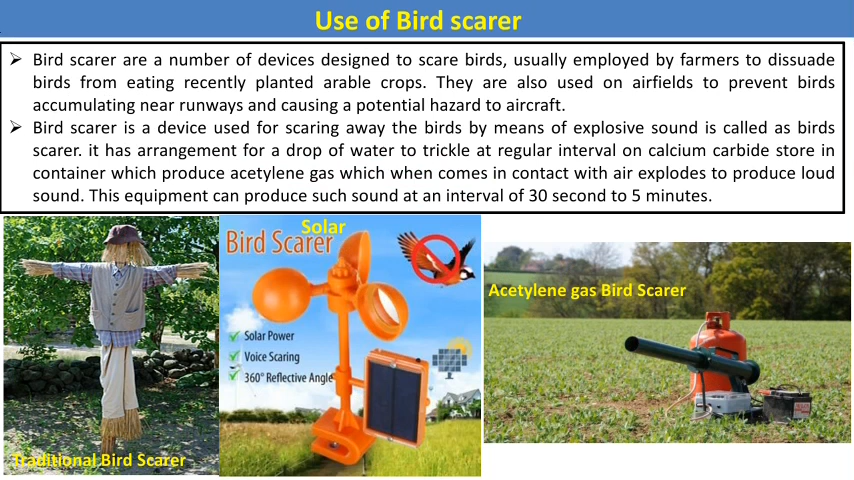 Use of Bird scarer
➢ Bird scarer are a number of devices designed to scare birds, usually employed by farmers to dissuade
birds from eating recently planted arable crops. They are also used on airfields to prevent birds
accumulating near runways and causing a potential hazard to aircraft.
➢ Bird scarer is a device used for scaring away the birds by means of explosive sound is called as birds
scarer. it has arrangement for a drop of water to trickle at regular interval on calcium carbide store in
container which produce acetylene gas which when comes in contact with air explodes to produce loud
sound. This equipment can produce such sound at an interval of 30 second to 5 minutes.
Solar
Bird Scarer
Solar Power
Voice Scaring
360° Reflective Angle
Acetylene gas Bird Scarer
Traditional Bird Scarer